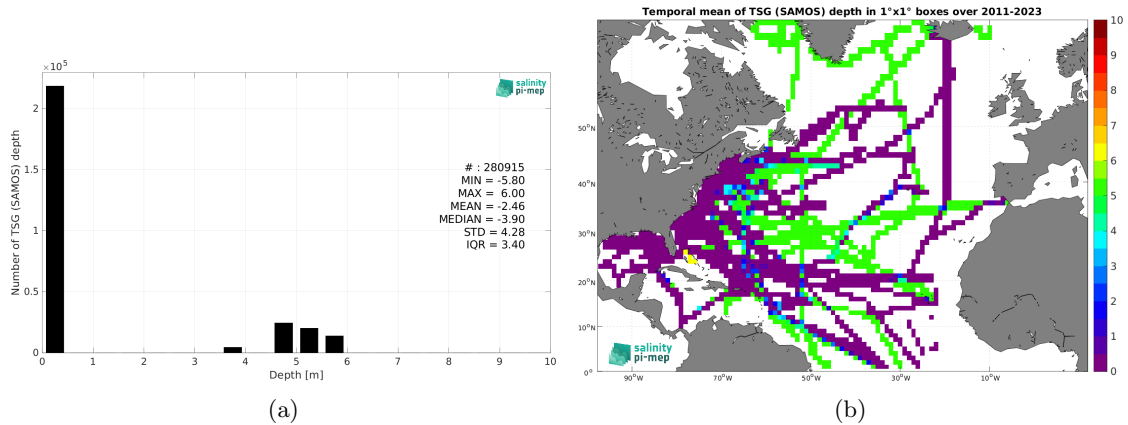 Temporal mean of TSG (SAMOS) depth in 1°x1° boxes over 2011-2023
×10⁵
2
1.5
1
0.5
0
Number of TSG (SAMOS) depth
salinity
pi-mep
# : 280915
MIN = -5.80
MAX = 6.00
MEAN = -2.46
MEDIAN = -3.90
STD = 4.28
IQR = 3.40
0 1 2 3 4 5 6 7 8 9 10
Depth [m]
(a)
50°N
40°N
30°N
20°N
10°N
0°
90°W 70°W 50°W 30°W 10°W
salinity
pi-mep
10
9
8
7
6
5
4
3
2
1
0
(b)